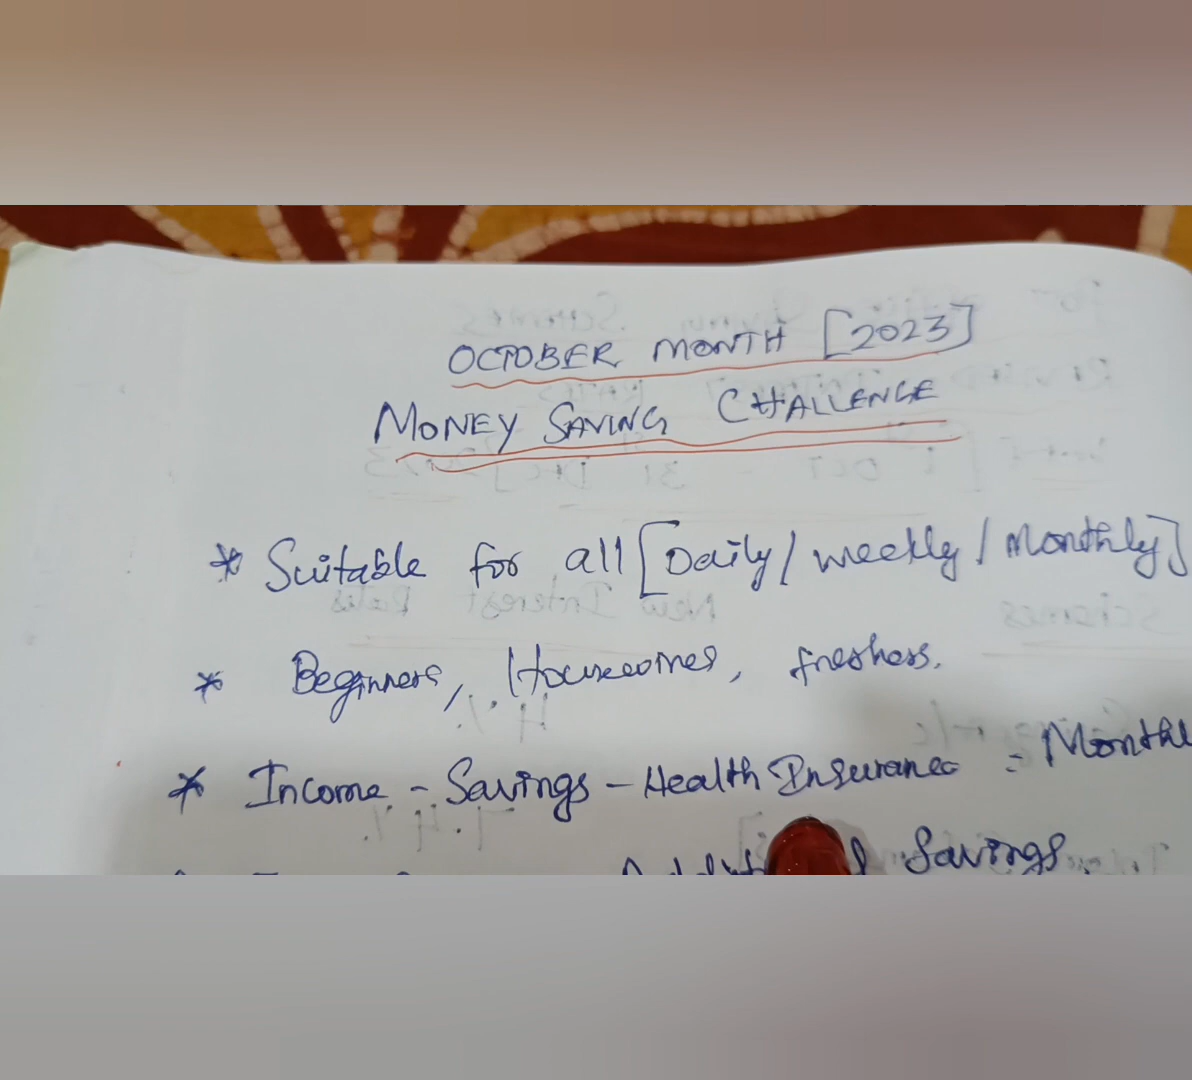 OCTOBER MONTH [2023]
MONEY SAVING CHALLENGE
* Suitable for all [Daily/ weekly / Monthly]
* Beginners, Housewives, freshers.
* Income - Savings - Health Insurance = Monthl
Savings